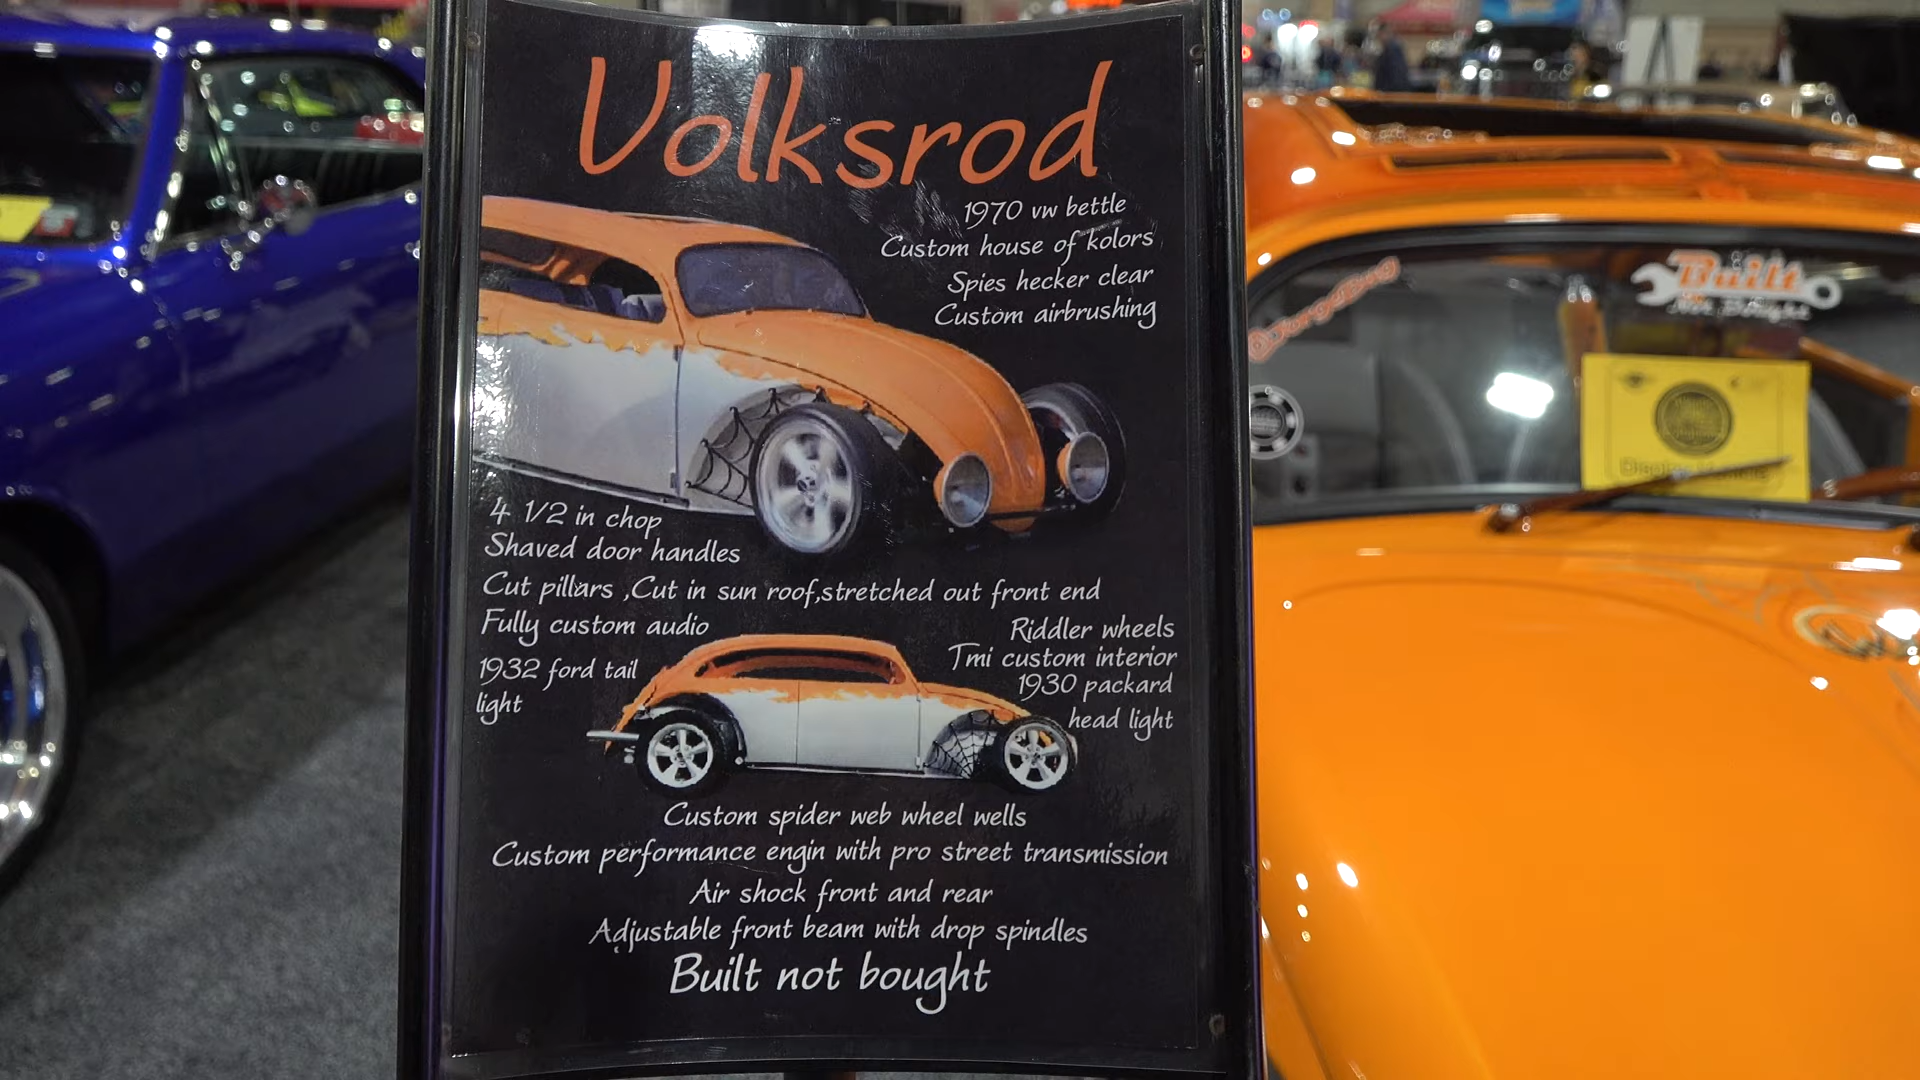 Volksrod
1970 vw bettle
Custom house of kolors
Spies hecker clear
Custom airbrushing
4 1/2 in chop
Shaved door handles
Cut pillars ,Cut in sun roof,stretched out front end
Fully custom audio
1932 ford tail
light
Riddler wheels
Tmi custom interior
1930 packard
head light
Custom spider web wheel wells
Custom performance engin with pro street transmission
Air shock front and rear
Adjustable front beam with drop spindles
Built not bought
Built
Not Bought